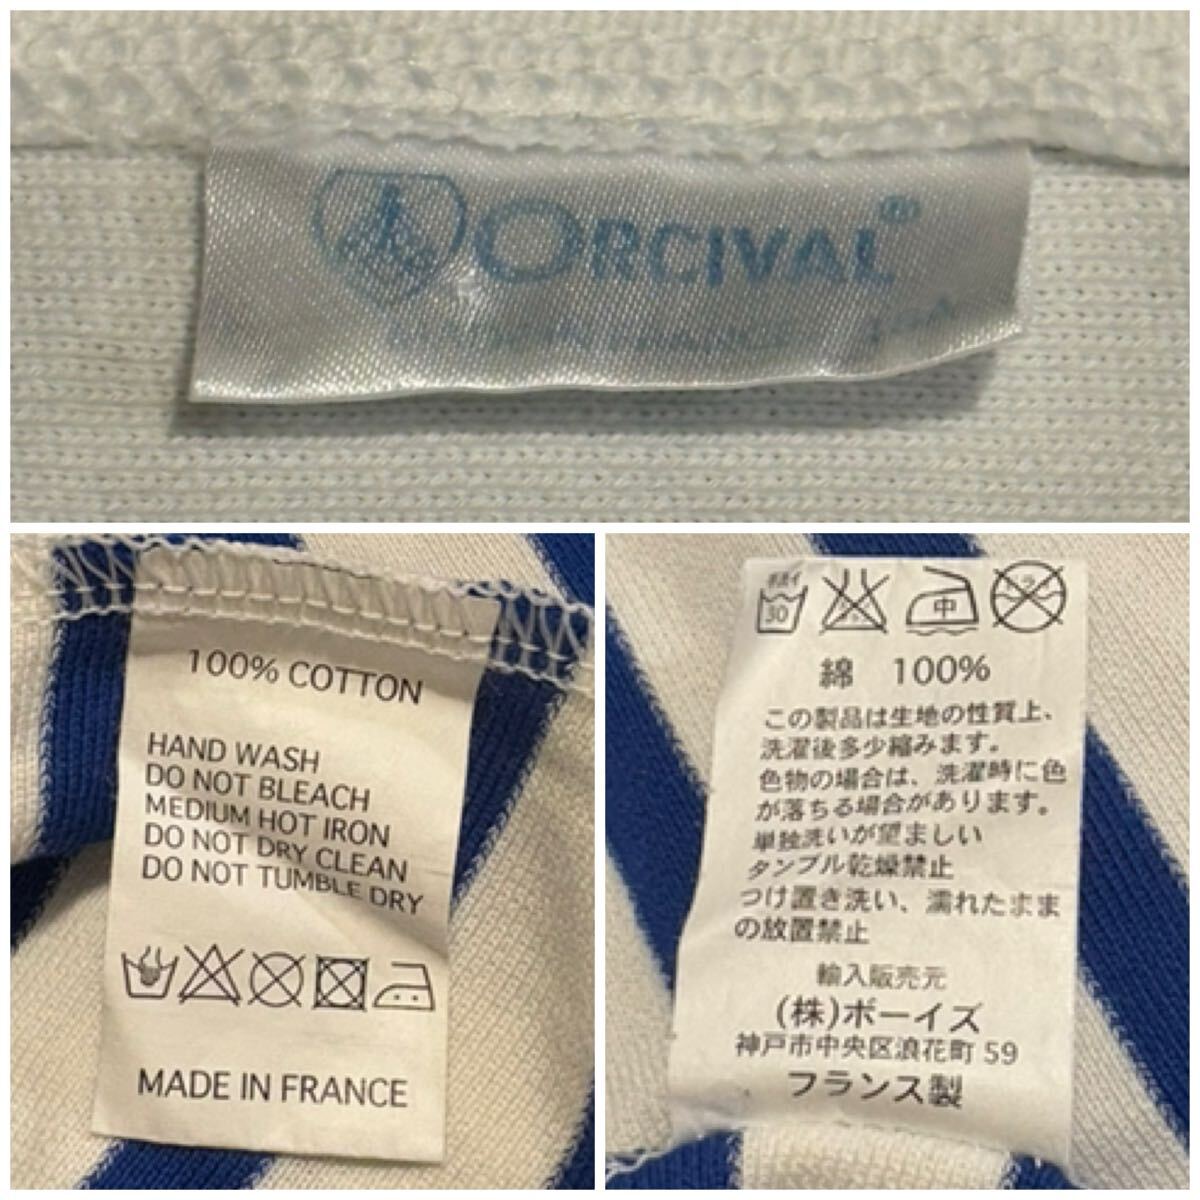 ORCIVAL®
100% COTTON
HAND WASH
DO NOT BLEACH
MEDIUM HOT IRON
DO NOT DRY CLEAN
DO NOT TUMBLE DRY
MADE IN FRANCE
30 中
綿 100%
この製品は生地の性質上、
洗濯後多少縮みます。
色物の場合は、洗濯時に色
が落ちる場合があります。
単独洗いが望ましい
タンブル乾燥禁止
つけ置き洗い、濡れたまま
の放置禁止
輸入販売元
(株)ボーイズ
神戸市中央区浪花町 59
フランス製